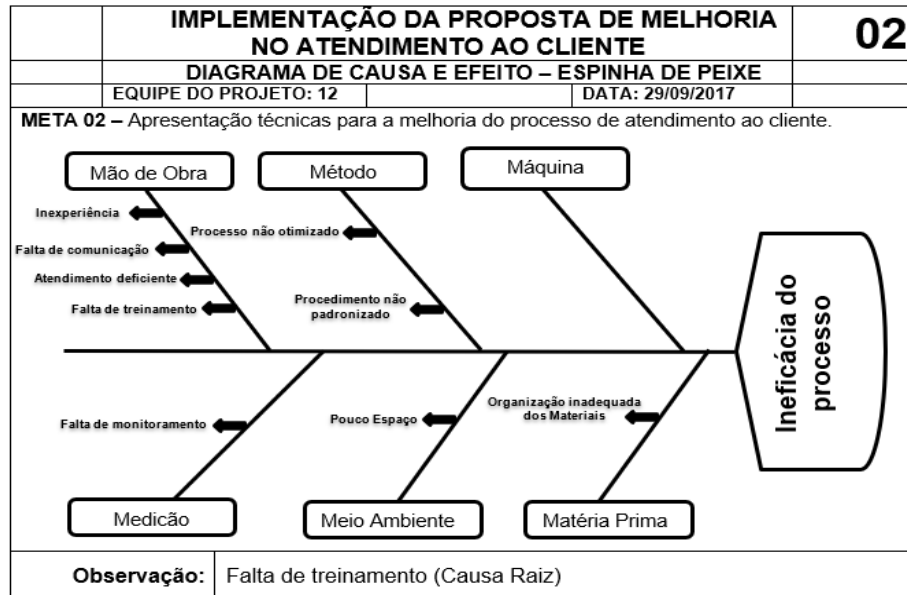 IMPLEMENTAÇÃO DA PROPOSTA DE MELHORIA
NO ATENDIMENTO AO CLIENTE
02
DIAGRAMA DE CAUSA E EFEITO – ESPINHA DE PEIXE
EQUIPE DO PROJETO: 12
DATA: 29/09/2017
META 02 – Apresentação técnicas para a melhoria do processo de atendimento ao cliente.
Mão de Obra
Método
Máquina
Inexperiência
Falta de comunicação
Atendimento deficiente
Falta de treinamento
Processo não otimizado
Procedimento não
padronizado
Ineficácia do
processo
Falta de monitoramento
Pouco Espaço
Organização inadequada
dos Materiais
Medicão
Meio Ambiente
Matéria Prima
Observação:
Falta de treinamento (Causa Raiz)